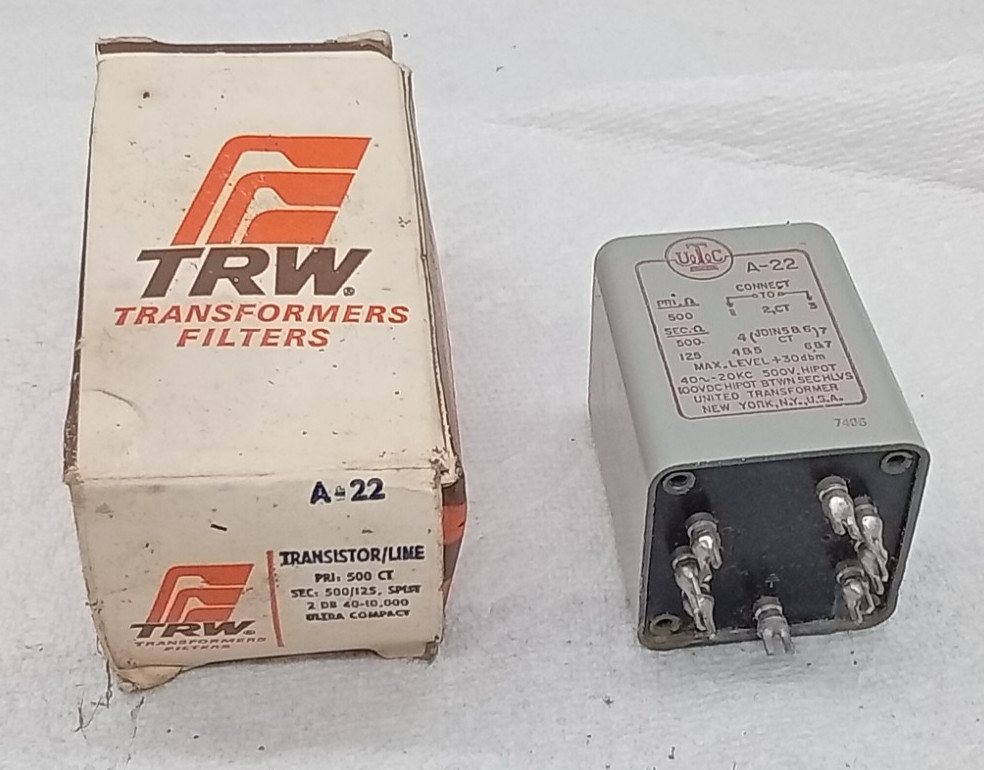 TRW®
TRANSFORMERS
FILTERS
A-22
TRANSISTOR/LINE
PRI: 500 CT
SEC: 500/125, SPLIT
2 DB 40-10,000
ULTRA COMPACT
TRW®
TRANSFORMERS
FILTERS
UTC
A-22
CONNECT
PRI.Ω TO
500 1 2,CT 3
SEC.Ω
500 4 (JOIN 5 & 6) 7
CT
125 4&5 6&7
MAX. LEVEL +30dbm
40~-20KC 500V. HIPOT
100VDC HIPOT BTWN SEC HLVS
UNITED TRANSFORMER
NEW YORK, N.Y., U.S.A.